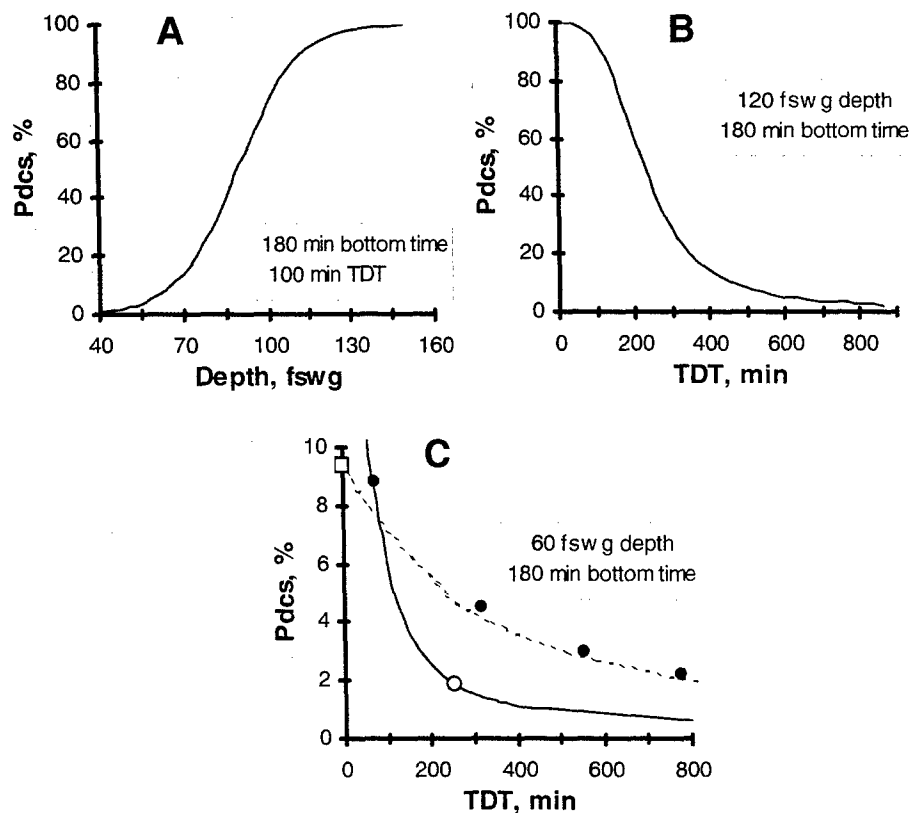 A
100
80
60
40
20
0
Pdcs, %
180 min bottom time
100 min TDT
40 70 100 130 160
Depth, fswg
B
100
80
60
40
20
0
Pdcs, %
120 fswg depth
180 min bottom time
0 200 400 600 800
TDT, min
C
10
8
6
4
2
0
Pdcs, %
60 fswg depth
180 min bottom time
0 200 400 600 800
TDT, min